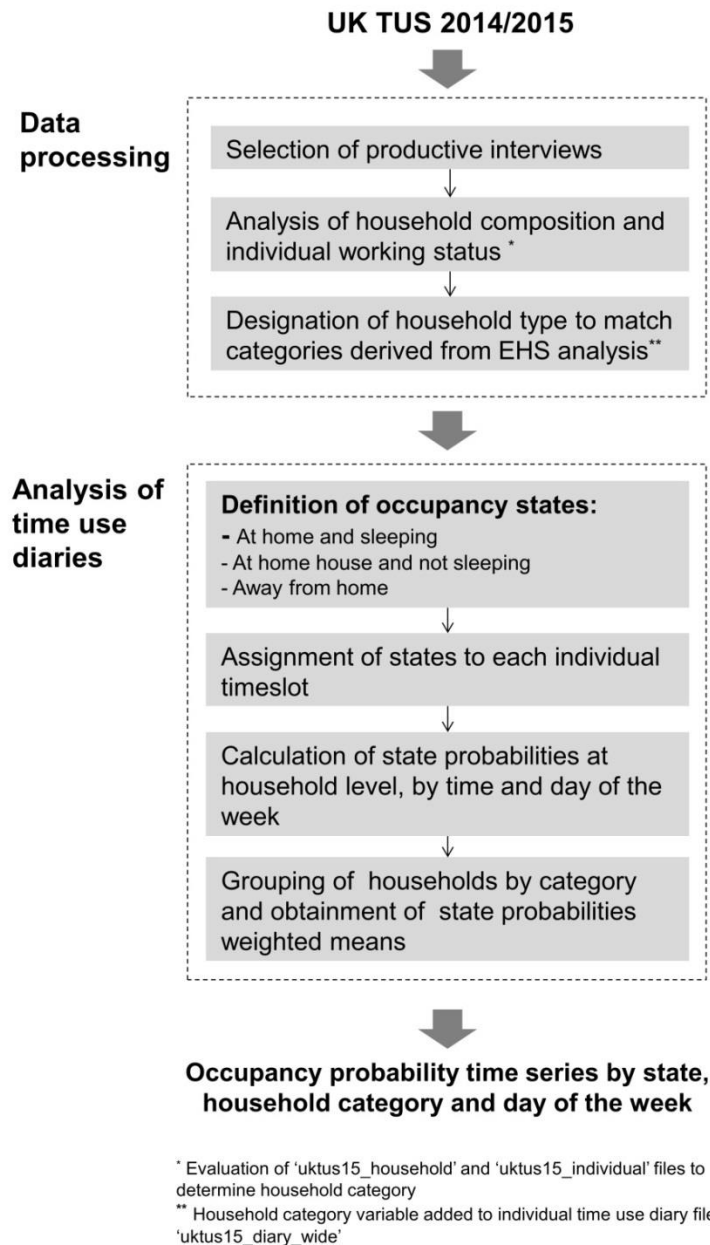 UK TUS 2014/2015
Data
processing
Selection of productive interviews
Analysis of household composition and
individual working status *
Designation of household type to match
categories derived from EHS analysis**
Analysis of
time use
diaries
Definition of occupancy states:
- At home and sleeping
- At home house and not sleeping
- Away from home
Assignment of states to each individual
timeslot
Calculation of state probabilities at
household level, by time and day of the
week
Grouping of households by category
and obtainment of state probabilities
weighted means
Occupancy probability time series by state,
household category and day of the week
* Evaluation of ‘uktus15_household’ and ‘uktus15_individual’ files to
determine household category
** Household category variable added to individual time use diary file
‘uktus15_diary_wide’